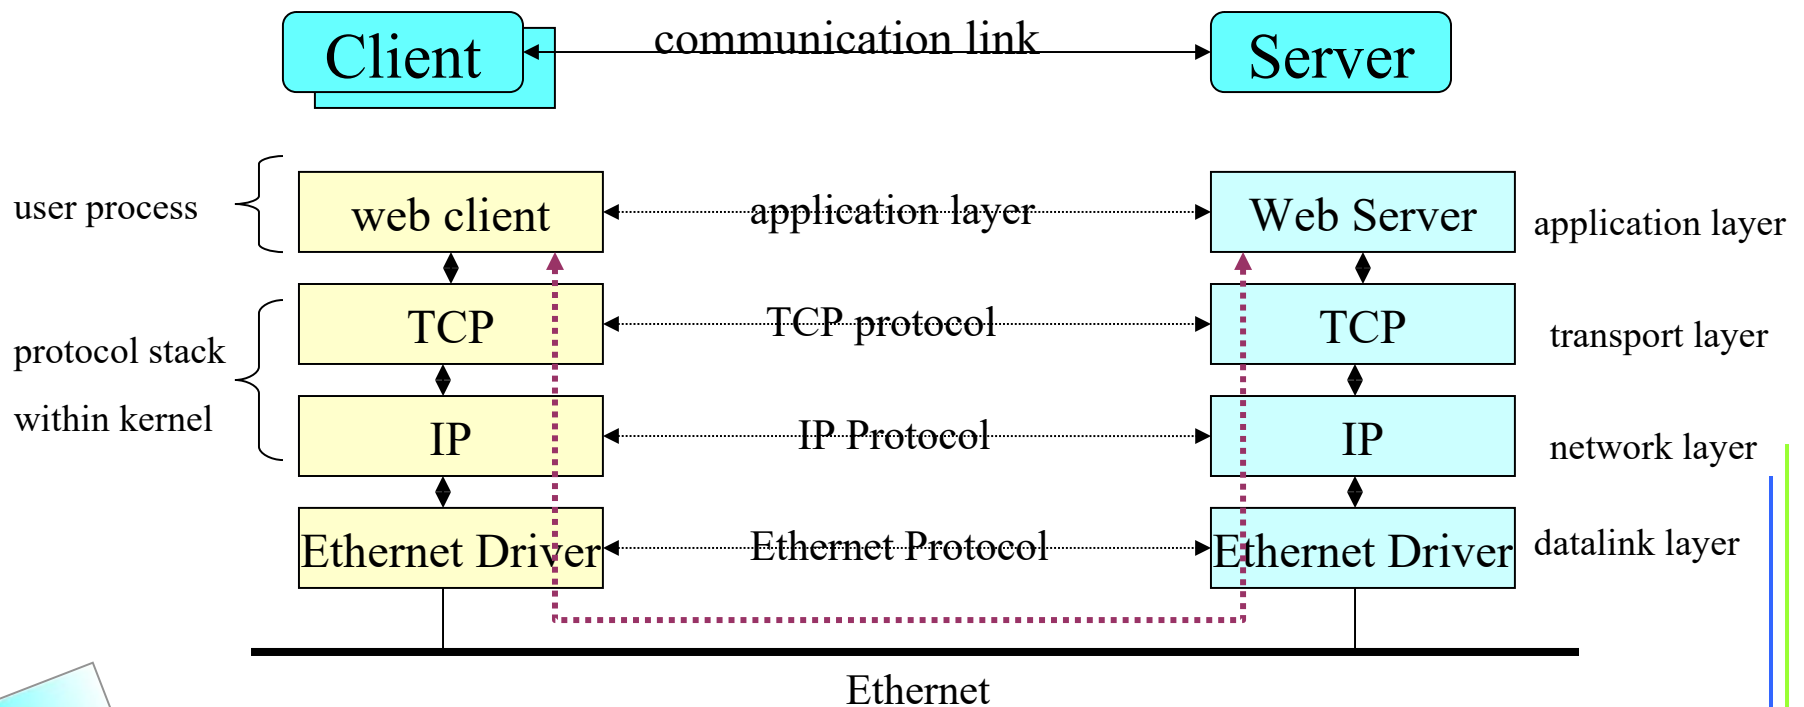 Client
communication link
Server
user process
web client
application layer
Web Server
application layer
TCP
TCP protocol
TCP
transport layer
protocol stack
within kernel
IP
IP Protocol
IP
network layer
Ethernet Driver
Ethernet Protocol
Ethernet Driver
datalink layer
Ethernet